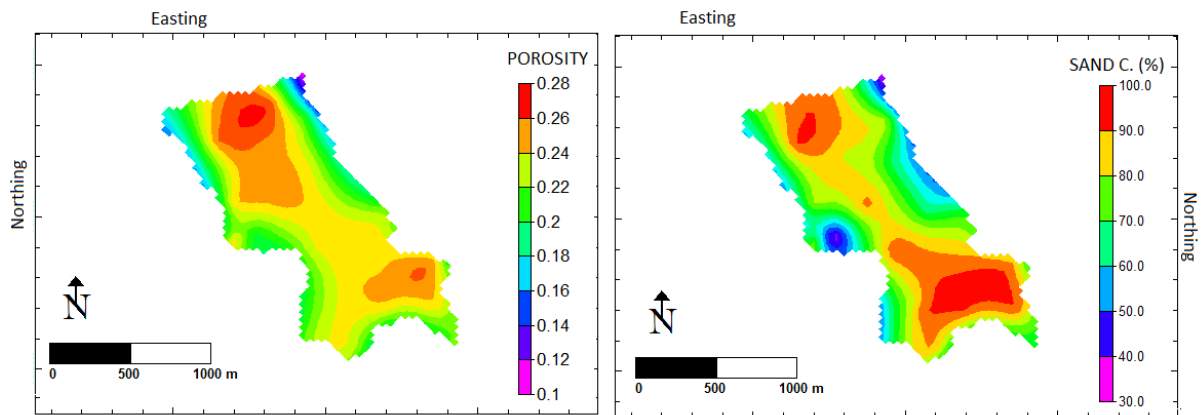 Easting
POROSITY
0.28
0.26
0.24
0.22
0.2
0.18
0.16
0.14
0.12
0.1
Northing
N
0 500 1000 m
Easting
SAND C. (%)
100.0
90.0
80.0
70.0
60.0
50.0
40.0
30.0
Northing
N
0 500 1000 m